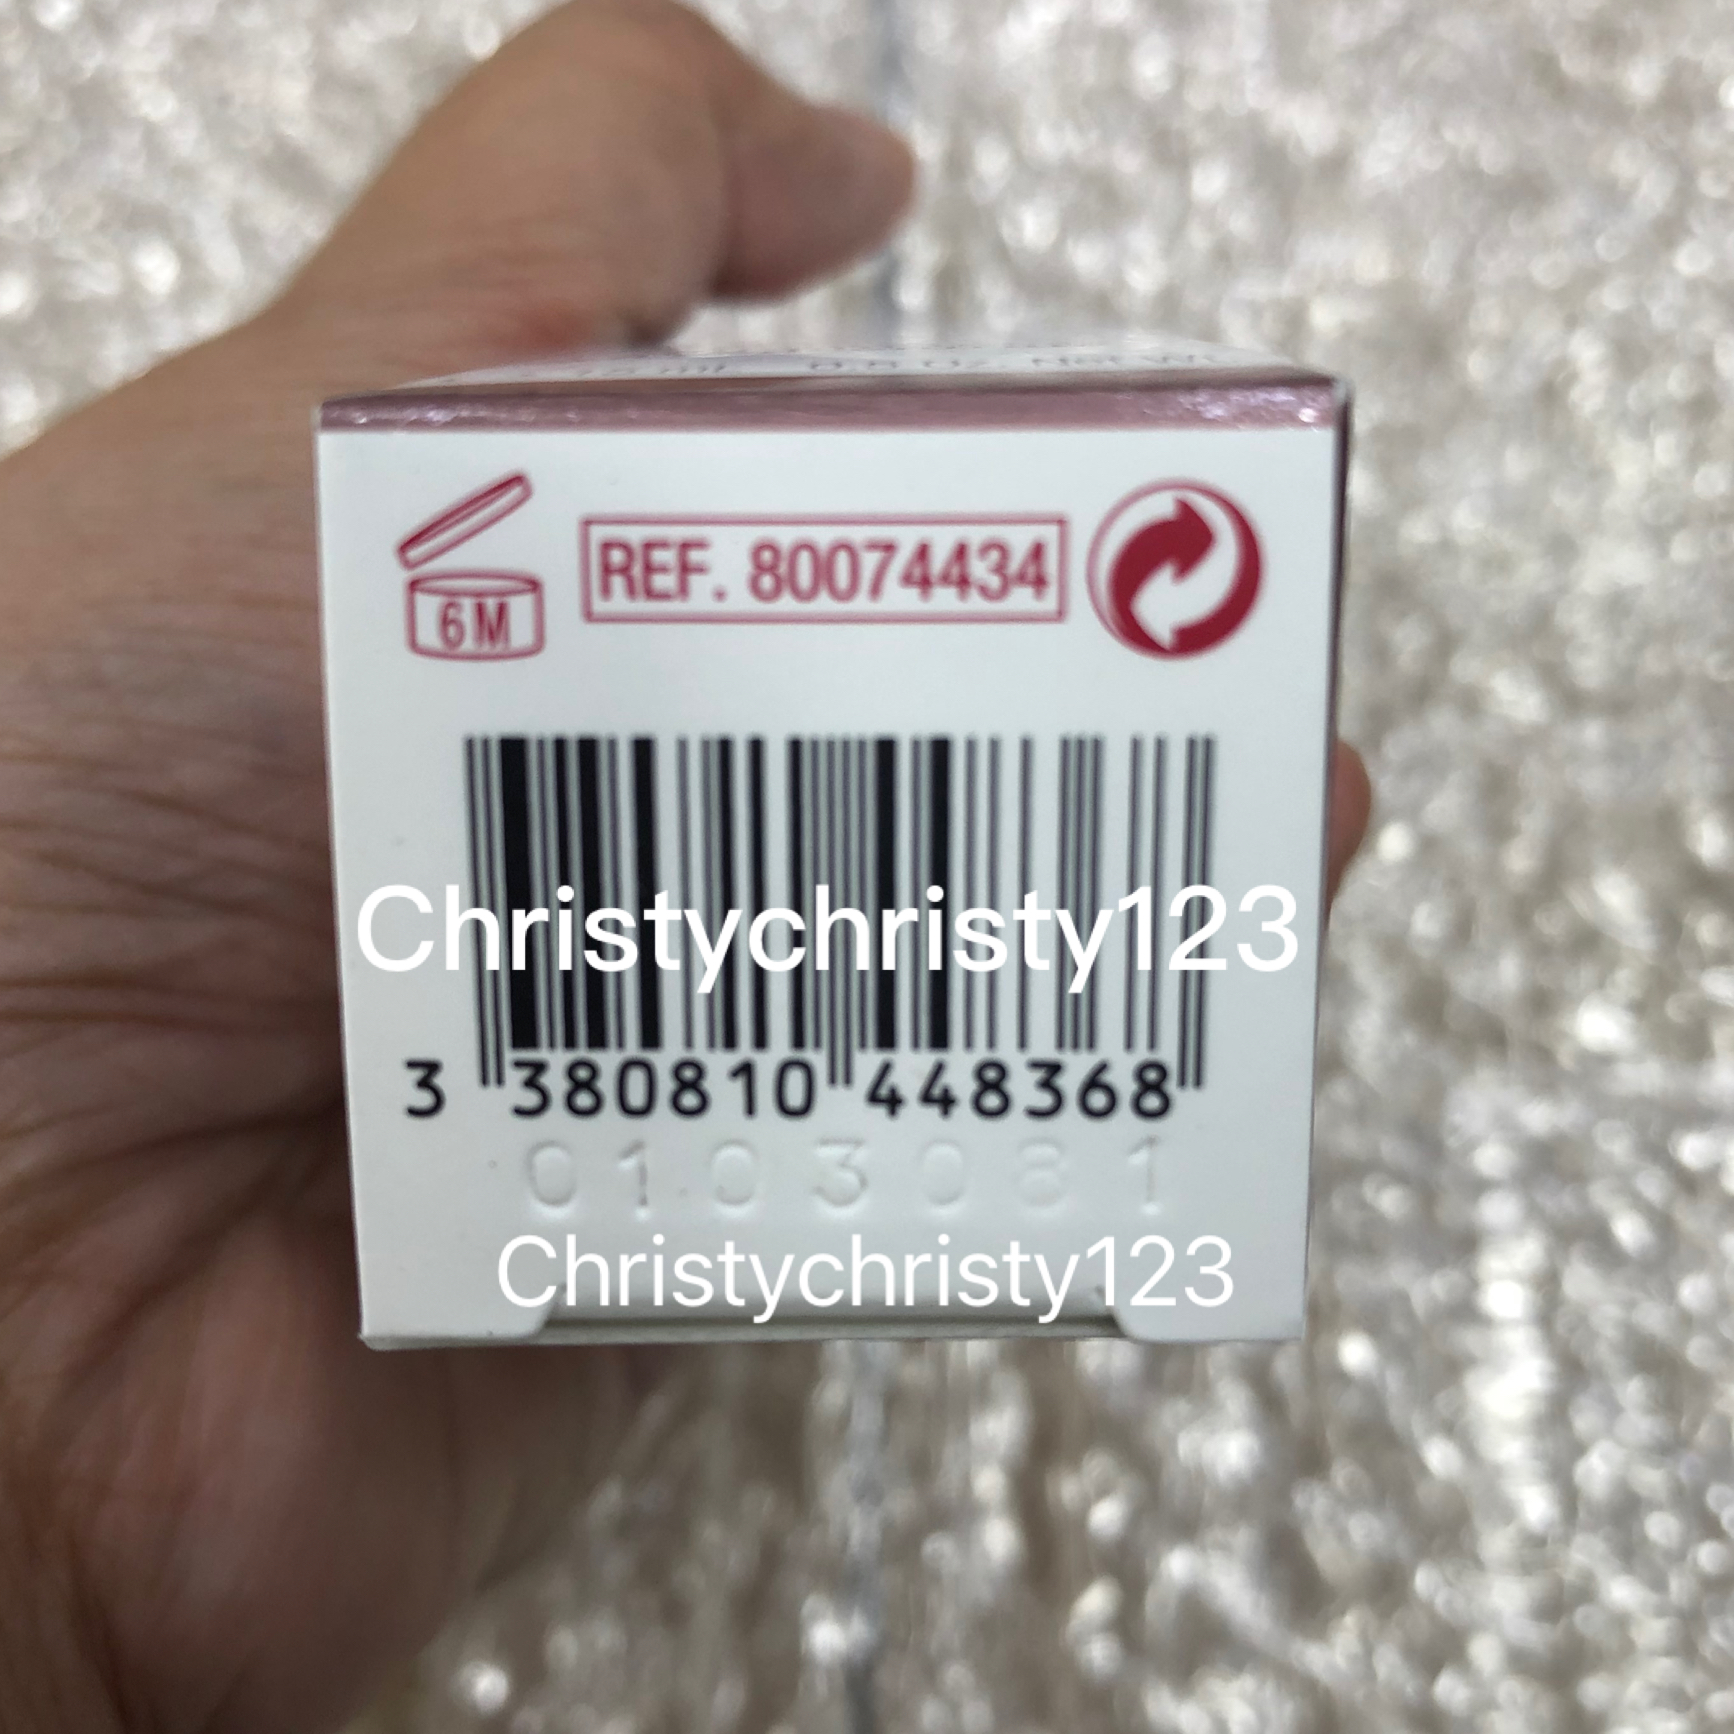 6M
REF. 80074434
Christychristy123
3 380810 448368
0103081
Christychristy123